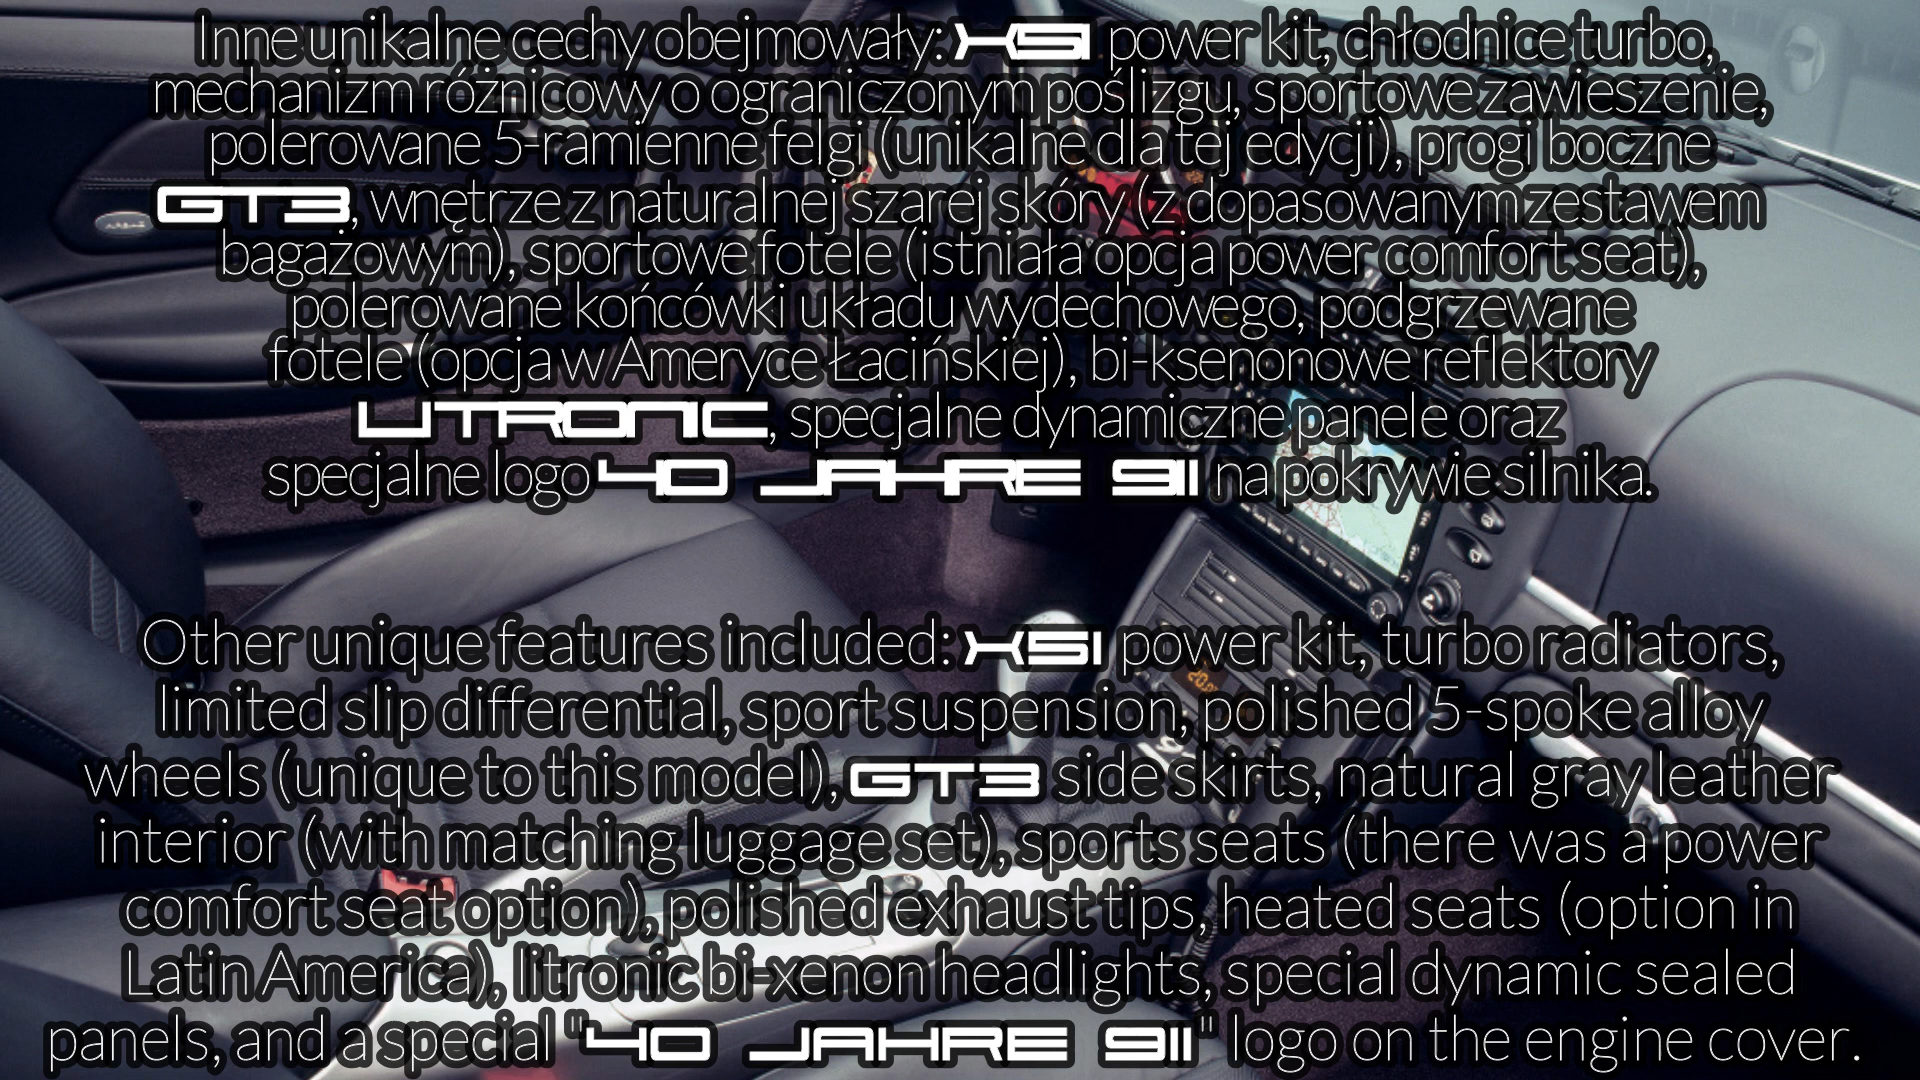 Inne unikalne cechy obejmowały: X51 power kit, chłodnice turbo,
mechanizm różnicowy o ograniczonym poślizgu, sportowe zawieszenie,
polerowane 5-ramienne felgi (unikalne dla tej edycji), progi boczne
GT3, wnętrze z naturalnej szarej skóry (z dopasowanym zestawem
bagażowym), sportowe fotele (istniała opcja power comfort seat),
polerowane końcówki układu wydechowego, podgrzewane
fotele (opcja w Ameryce Łacińskiej), bi-ksenonowe reflektory
LITRONIC, specjalne dynamiczne panele oraz
specjalne logo 40 JAHRE 911 na pokrywie silnika.
Other unique features included: X51 power kit, turbo radiators,
limited slip differential, sport suspension, polished 5-spoke alloy
wheels (unique to this model), GT3 side skirts, natural gray leather
interior (with matching luggage set), sports seats (there was a power
comfort seat option), polished exhaust tips, heated seats (option in
Latin America), litronic bi-xenon headlights, special dynamic sealed
panels, and a special "40 JAHRE 911" logo on the engine cover.